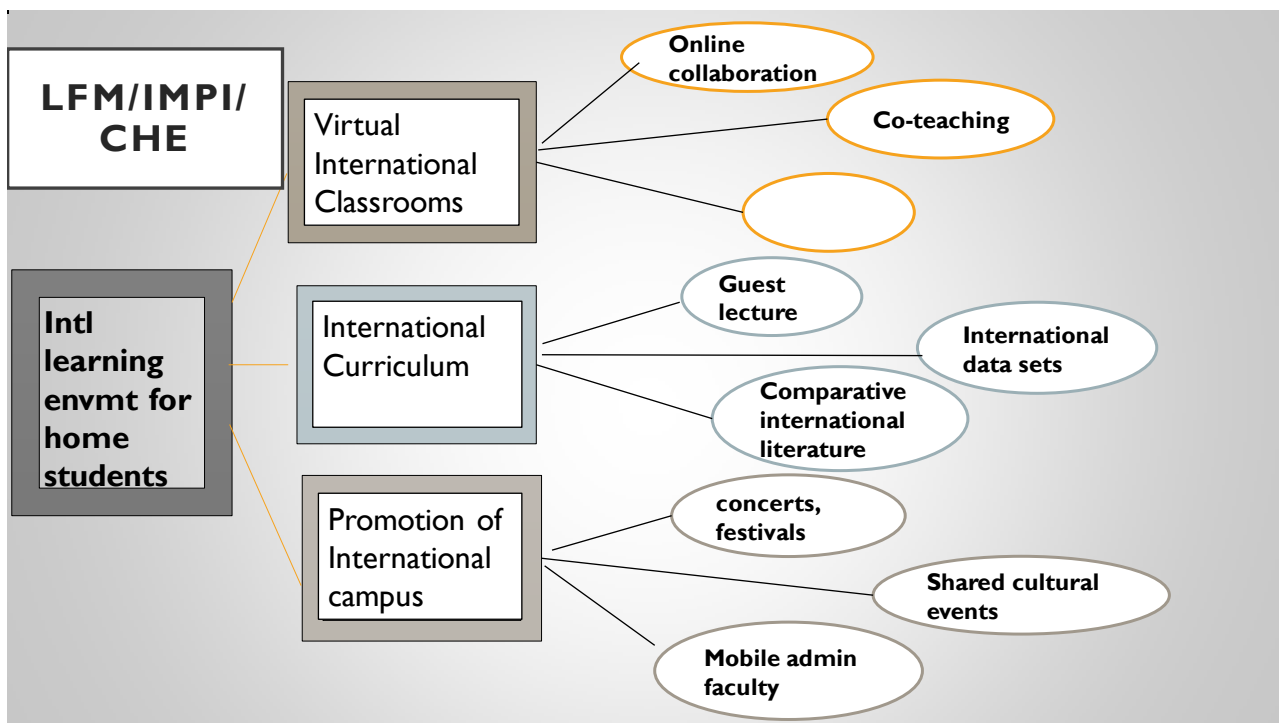 LFM/IMPI/
CHE
Intl
learning
envmt for
home
students
Virtual
International
Classrooms
Online
collaboration
Co-teaching
International
Curriculum
Guest
lecture
International
data sets
Comparative
international
literature
Promotion of
International
campus
concerts,
festivals
Shared cultural
events
Mobile admin
faculty